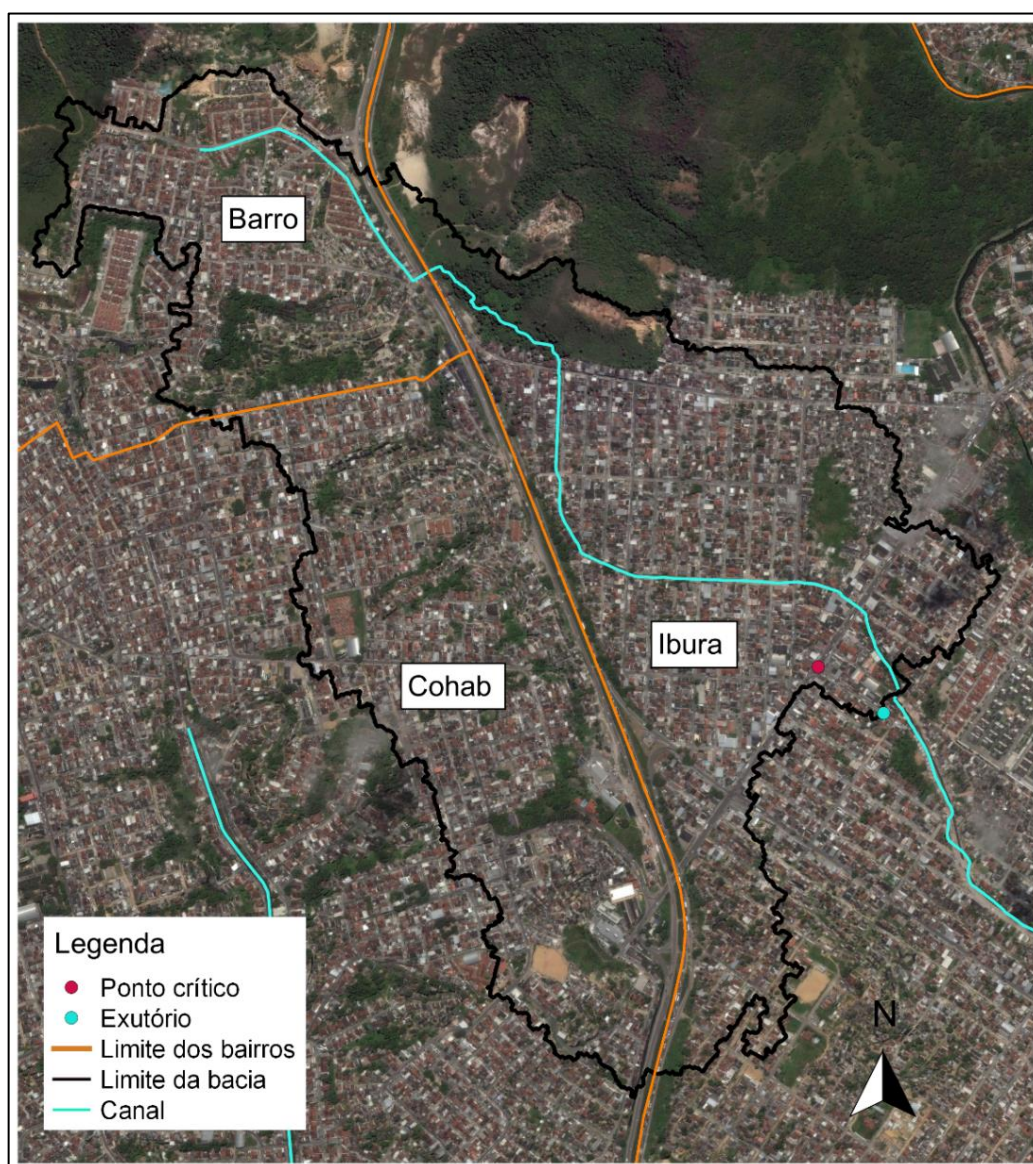 Barro
Ibura
Cohab
Legenda
Ponto crítico
Exutório
Limite dos bairros
Limite da bacia
Canal
N